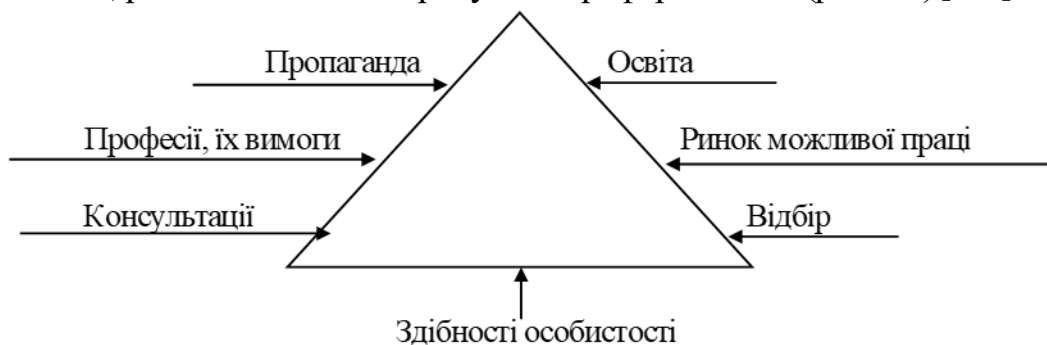 Пропаганда
Освіта
Професії, їх вимоги
Ринок можливої праці
Консультації
Відбір
Здібності особистості